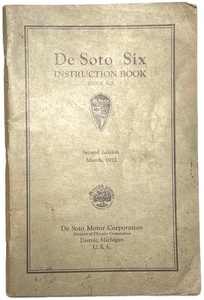 De Soto Six
INSTRUCTION BOOK
Second Edition
March, 1932
De Soto Motor Corporation
Division of Chrysler Corporation
Detroit, Michigan
U.S.A.